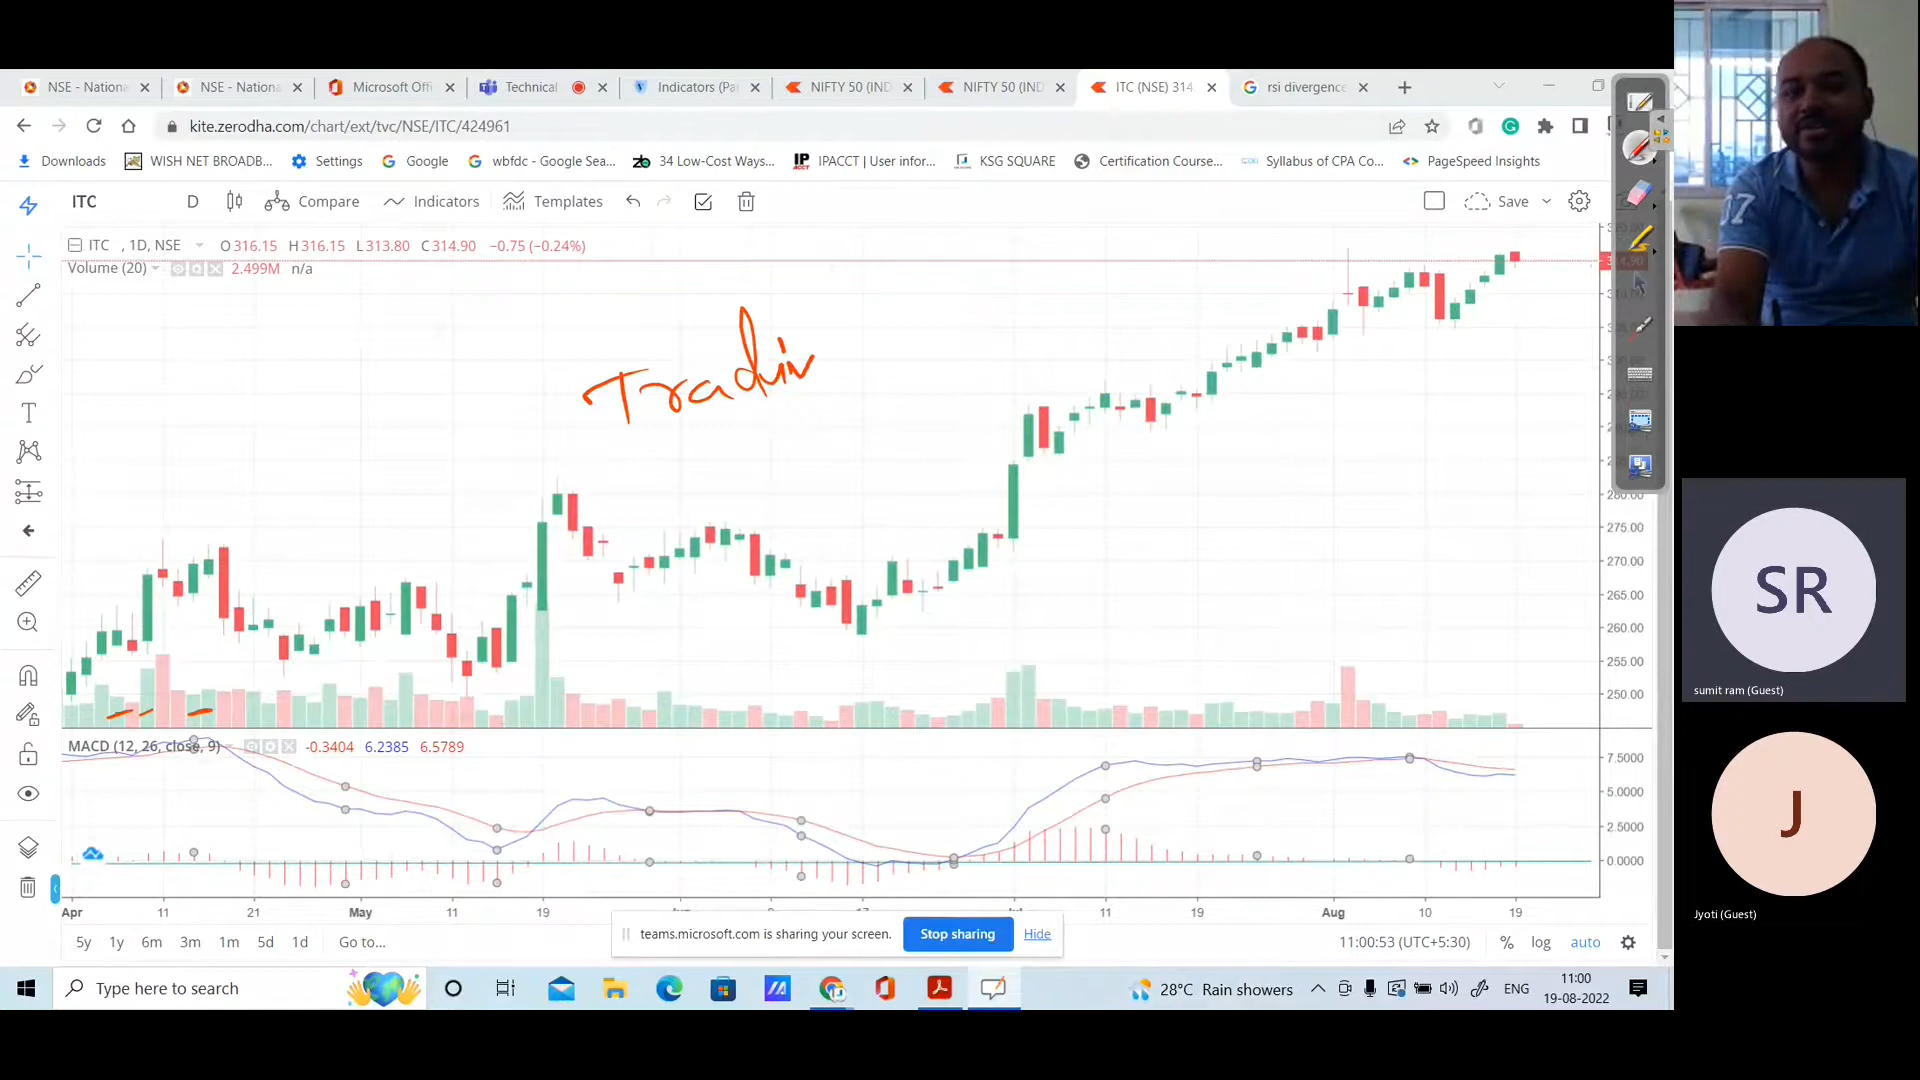 NSE - Nationa
NSE - Nationa
Microsoft Offi
Technical
Indicators (Pa
NIFTY 50 (IND
NIFTY 50 (IND
ITC (NSE) 314
rsi divergence
kite.zerodha.com/chart/ext/tvc/NSE/ITC/424961
Downloads
WISH NET BROADB...
Settings
Google
wbfdc - Google Sea...
34 Low-Cost Ways...
IPACCT | User infor...
KSG SQUARE
Certification Course...
Syllabus of CPA Co...
PageSpeed Insights
ITC D Compare Indicators Templates Save
ITC , 1D, NSE O316.15 H316.15 L313.80 C314.90 −0.75 (−0.24%)
Volume (20) 2.499M n/a
Tradin
280.00
275.00
270.00
265.00
260.00
255.00
250.00
MACD (12, 26, close, 9) -0.3404 6.2385 6.5789
7.5000
5.0000
2.5000
0.0000
Apr 11 21 May 11 19 11 19 Aug 10 19
teams.microsoft.com is sharing your screen. Stop sharing Hide
5y 1y 6m 3m 1m 5d 1d Go to... 11:00:53 (UTC+5:30) % log auto
Type here to search
28°C Rain showers
ENG
11:00
19-08-2022
SR
sumit ram (Guest)
J
Jyoti (Guest)